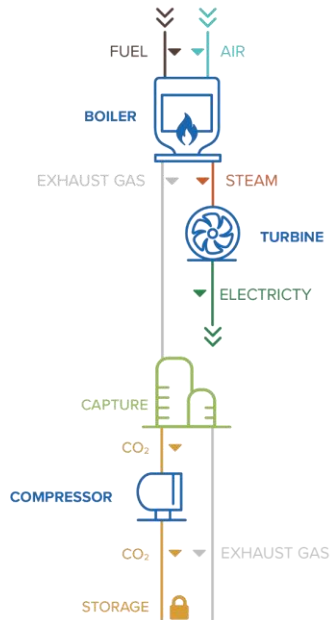 FUEL
AIR
BOILER
EXHAUST GAS
STEAM
TURBINE
ELECTRICTY
CAPTURE
CO₂
COMPRESSOR
CO₂
EXHAUST GAS
STORAGE